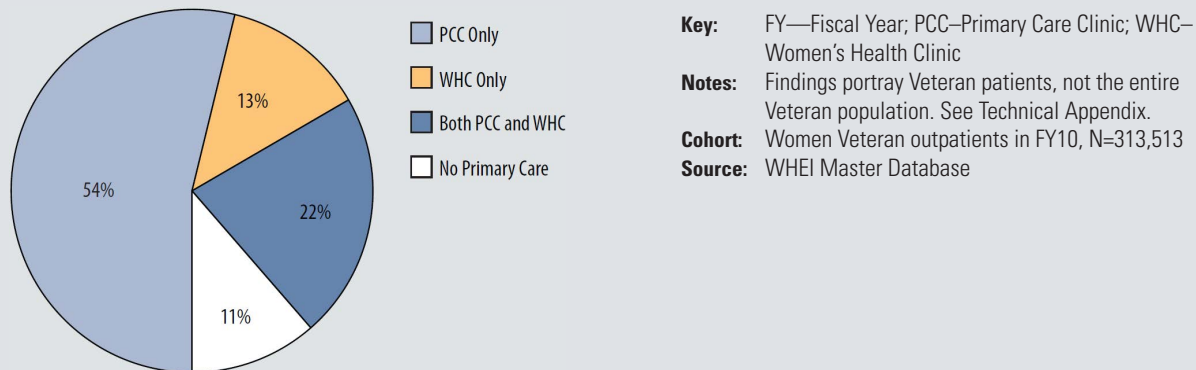 54%
13%
22%
11%
PCC Only
WHC Only
Both PCC and WHC
No Primary Care
Key: FY—Fiscal Year; PCC–Primary Care Clinic; WHC–
Women's Health Clinic
Notes: Findings portray Veteran patients, not the entire
Veteran population. See Technical Appendix.
Cohort: Women Veteran outpatients in FY10, N=313,513
Source: WHEI Master Database